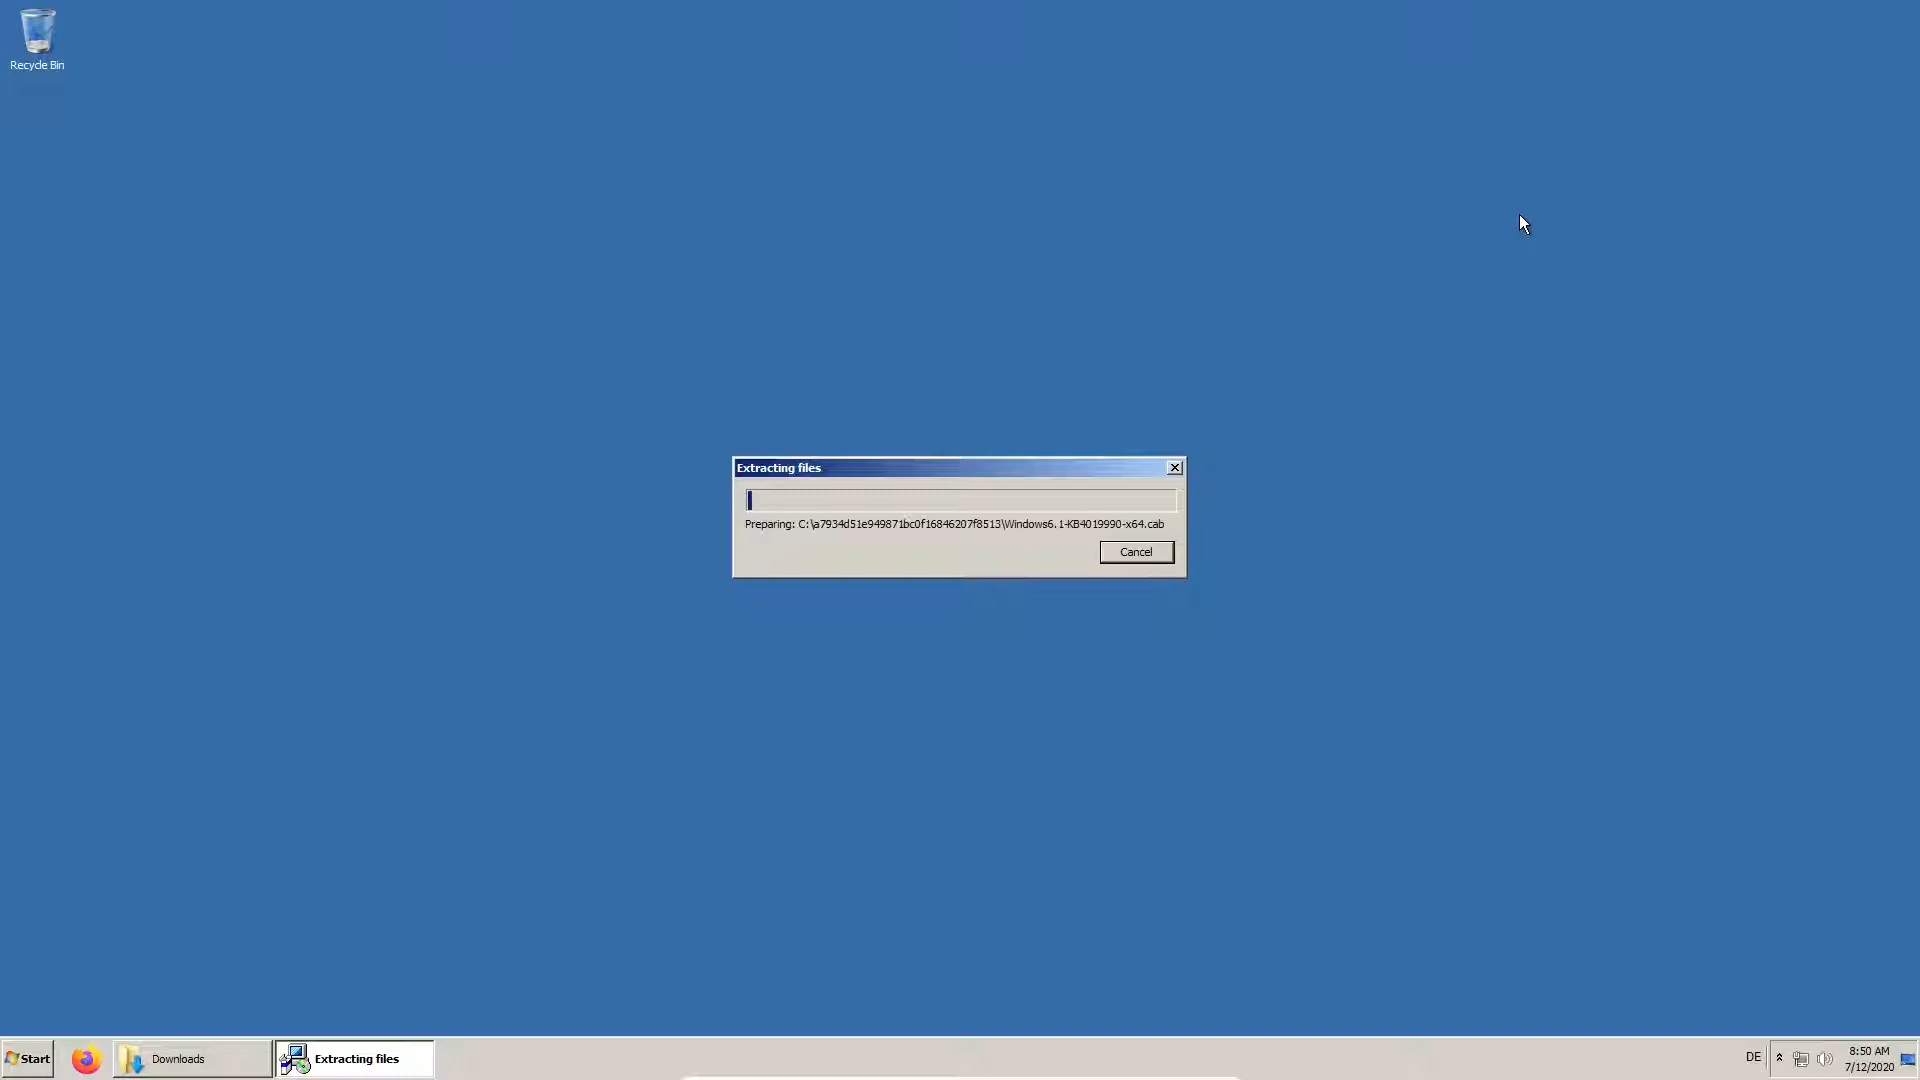 Recycle Bin
Extracting files
Preparing: C:\a7934d51e949871bc0f16846207f8513\Windows6.1-KB4019990-x64.cab
Cancel
Start
Downloads
Extracting files
DE
8:50 AM
7/12/2020